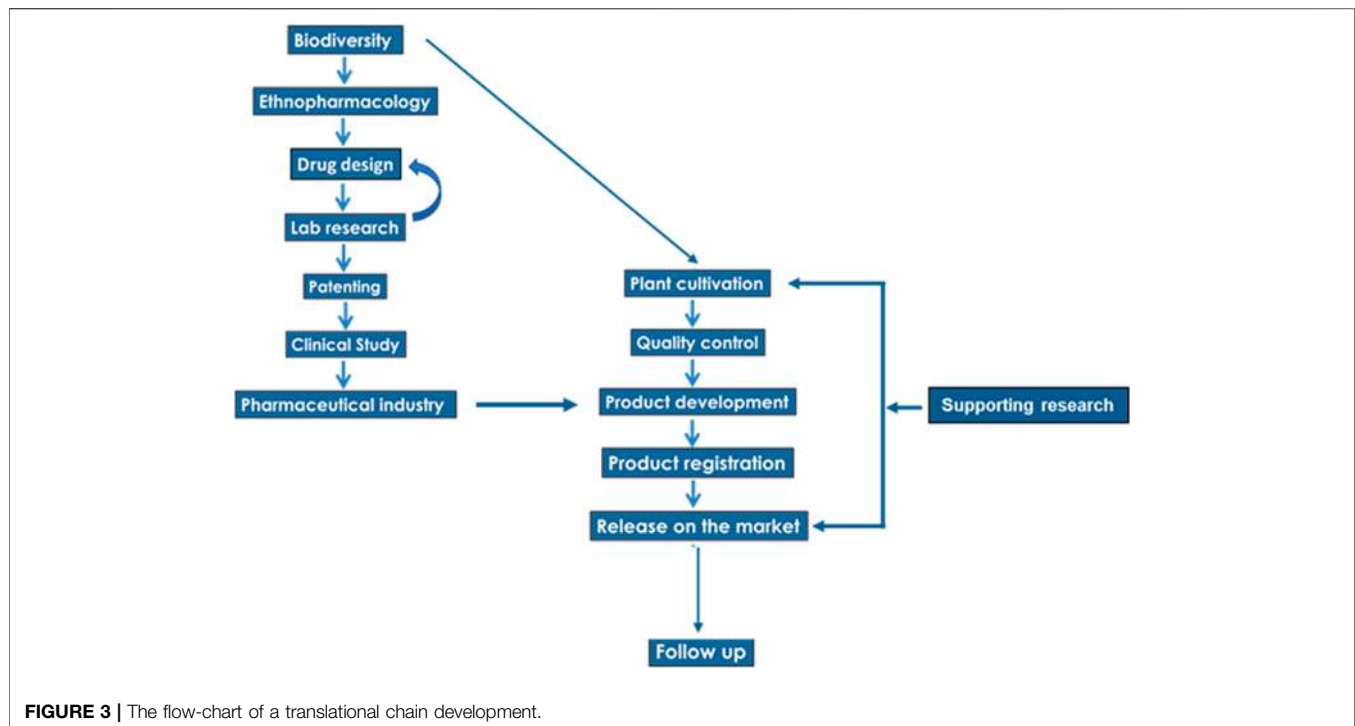 Biodiversity
Ethnopharmacology
Drug design
Lab research
Patenting
Clinical Study
Pharmaceutical industry
Plant cultivation
Quality control
Product development
Product registration
Release on the market
Follow up
Supporting research
FIGURE 3 | The flow-chart of a translational chain development.